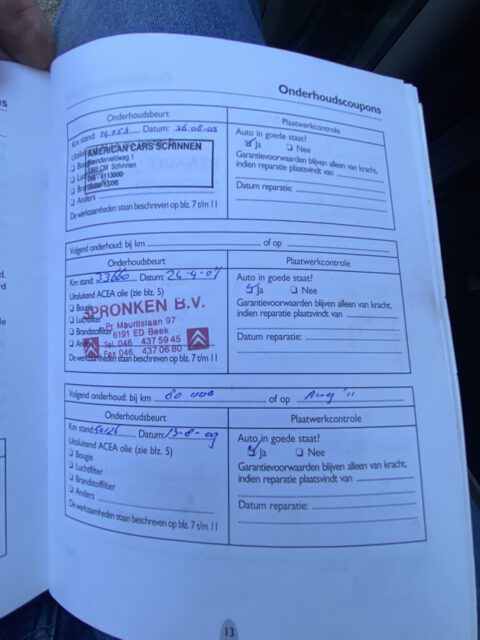 Onderhoudscoupons
Onderhoudsbeurt
Plaatwerkcontrole
Km stand: Datum: 26.08.05
Auto in goede staat?
Ja Nee
AMERICAN CARS SCHINNEN
Garantievoorwaarden blijven alleen van kracht,
indien reparatie plaatsvindt van
Schinnen
Anders
Datum reparatie:
De werkzaamheden staan beschreven op blz. 7 t/m 11
Volgend onderhoud: bij km of op
Onderhoudsbeurt
Plaatwerkcontrole
Km stand: 33660 Datum: 24-4-07
Auto in goede staat?
Uitsluitend ACEA olie (zie blz. 5)
Ja Nee
Bougie
SPRONKEN B.V.
Garantievoorwaarden blijven alleen van kracht,
indien reparatie plaatsvindt van
Luchtfilter
Pr. Mauritslaan 97
Brandstoffilter
6191 ED Beek
Datum reparatie:
Tel. 046 437 59 45
Fax 046 437 06 80
De werkzaamheden staan beschreven op blz. 7 t/m 11
Volgend onderhoud: bij km 80 000 of op Aug '11
Onderhoudsbeurt
Plaatwerkcontrole
Km stand: Datum: 13-8-09
Auto in goede staat?
Uitsluitend ACEA olie (zie blz. 5)
Ja Nee
Bougie
Garantievoorwaarden blijven alleen van kracht,
Luchtfilter
indien reparatie plaatsvindt van
Brandstoffilter
Anders
Datum reparatie:
De werkzaamheden staan beschreven op blz. 7 t/m 11
13